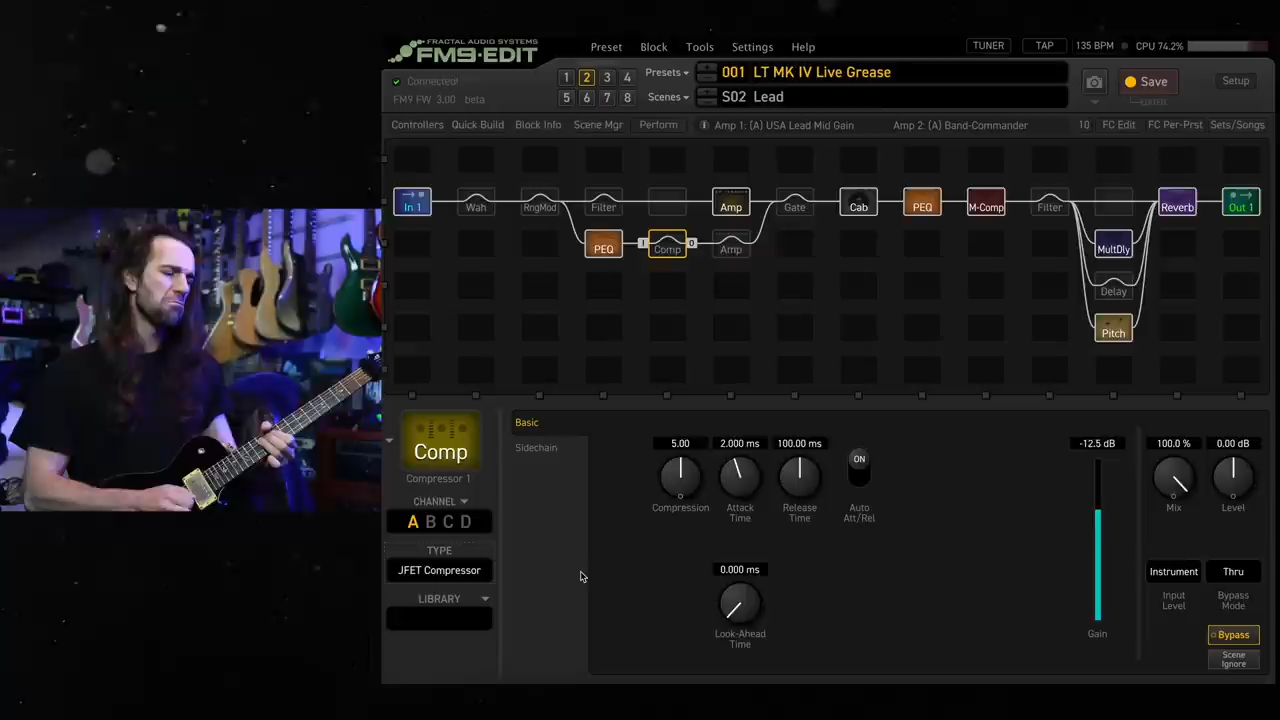 FRACTAL AUDIO SYSTEMS
FM9-EDIT
Preset Block Tools Settings Help
TUNER TAP 135 BPM CPU 74.2%
Connected!
FM9 FW 3.00 beta
1 2 3 4
5 6 7 8
Presets 001 LT MK IV Live Grease
Scenes S02 Lead
Save
EDITED
Setup
Controllers Quick Build Block Info Scene Mgr Perform Amp 1: (A) USA Lead Mid Gain Amp 2: (A) Band-Commander 10 FC Edit FC Per-Prst Sets/Songs
In 1 Wah RngMod Filter Amp Gate Cab PEQ M-Comp Filter Reverb Out 1
PEQ I Comp O Amp MultDly
Delay
Pitch
Comp
Compressor 1
CHANNEL
A B C D
TYPE
JFET Compressor
LIBRARY
Basic
Sidechain
5.00 2.000 ms 100.00 ms
ON
Compression Attack Time Release Time Auto Att/Rel
0.000 ms
Look-Ahead Time
-12.5 dB
Gain
100.0 % 0.00 dB
Mix Level
Instrument Thru
Input Level Bypass Mode
Bypass
Scene Ignore